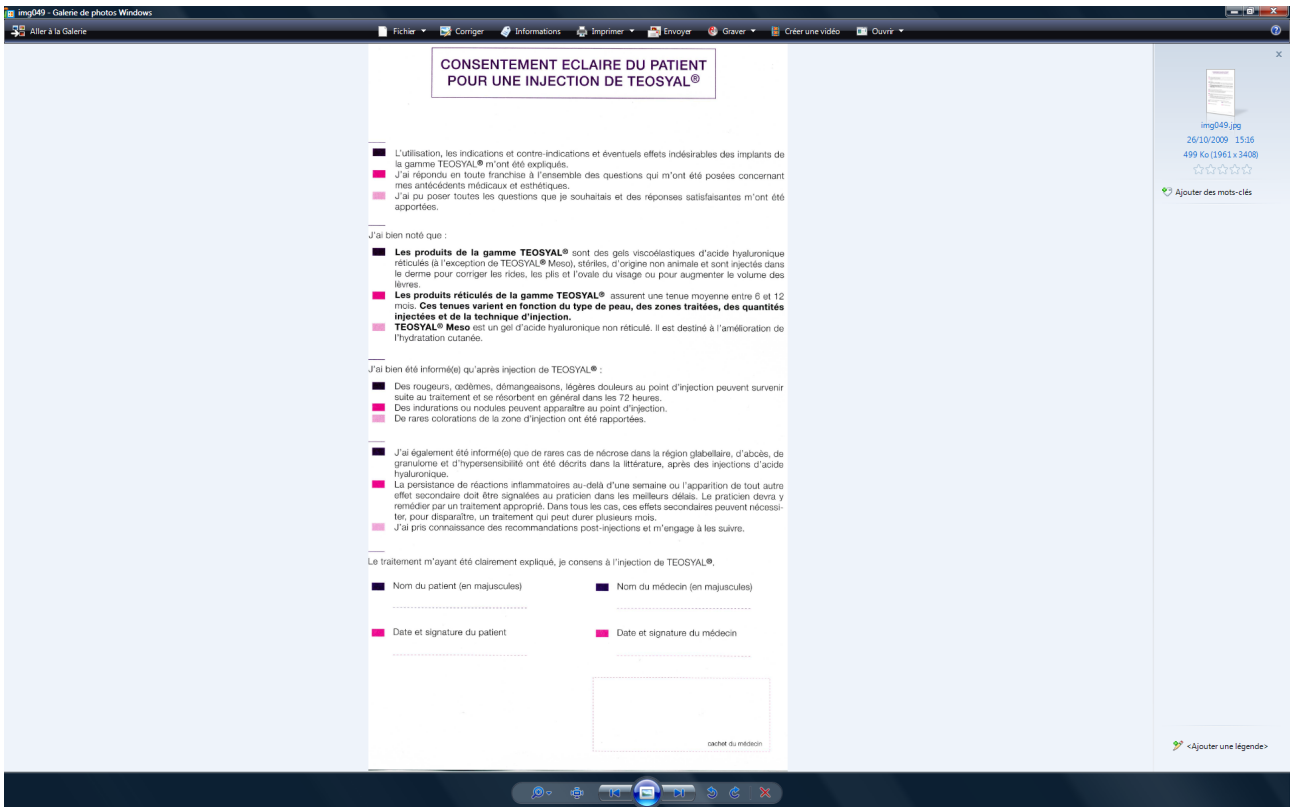 img049 - Galerie de photos Windows
Aller à la Galerie
Fichier
Corriger
Informations
Imprimer
Envoyer
Graver
Créer une vidéo
Ouvrir
CONSENTEMENT ECLAIRE DU PATIENT
POUR UNE INJECTION DE TEOSYAL®
L'utilisation, les indications et contre-indications et éventuels effets indésirables des implants de
la gamme TEOSYAL® m'ont été expliqués.
J'ai répondu en toute franchise à l'ensemble des questions qui m'ont été posées concernant
mes antécédents médicaux et esthétiques.
J'ai pu poser toutes les questions que je souhaitais et des réponses satisfaisantes m'ont été
apportées.
J'ai bien noté que :
Les produits de la gamme TEOSYAL® sont des gels viscoélastiques d'acide hyaluronique
réticulés (à l'exception de TEOSYAL® Meso), stériles, d'origine non animale et sont injectés dans
le derme pour corriger les rides, les plis et l'ovale du visage ou pour augmenter le volume des
lèvres.
Les produits réticulés de la gamme TEOSYAL® assurent une tenue moyenne entre 6 et 12
mois. Ces tenues varient en fonction du type de peau, des zones traitées, des quantités
injectées et de la technique d'injection.
TEOSYAL® Meso est un gel d'acide hyaluronique non réticulé. Il est destiné à l'amélioration de
l'hydratation cutanée.
J'ai bien été informé(e) qu'après injection de TEOSYAL® :
Des rougeurs, œdèmes, démangeaisons, légères douleurs au point d'injection peuvent survenir
suite au traitement et se résorbent en général dans les 72 heures.
Des indurations ou nodules peuvent apparaître au point d'injection.
De rares colorations de la zone d'injection ont été rapportées.
J'ai également été informé(e) que de rares cas de nécrose dans la région glabellaire, d'abcès, de
granulome et d'hypersensibilité ont été décrits dans la littérature, après des injections d'acide
hyaluronique.
La persistance de réactions inflammatoires au-delà d'une semaine ou l'apparition de tout autre
effet secondaire doit être signalées au praticien dans les meilleurs délais. Le praticien devra y
remédier par un traitement approprié. Dans tous les cas, ces effets secondaires peuvent nécessi-
ter, pour disparaître, un traitement qui peut durer plusieurs mois.
J'ai pris connaissance des recommandations post-injections et m'engage à les suivre.
Le traitement m'ayant été clairement expliqué, je consens à l'injection de TEOSYAL®.
Nom du patient (en majuscules)
Nom du médecin (en majuscules)
Date et signature du patient
Date et signature du médecin
cachet du médecin
img049.jpg
26/10/2009 15:16
499 Ko (1961 x 3408)
Ajouter des mots-clés
<Ajouter une légende>